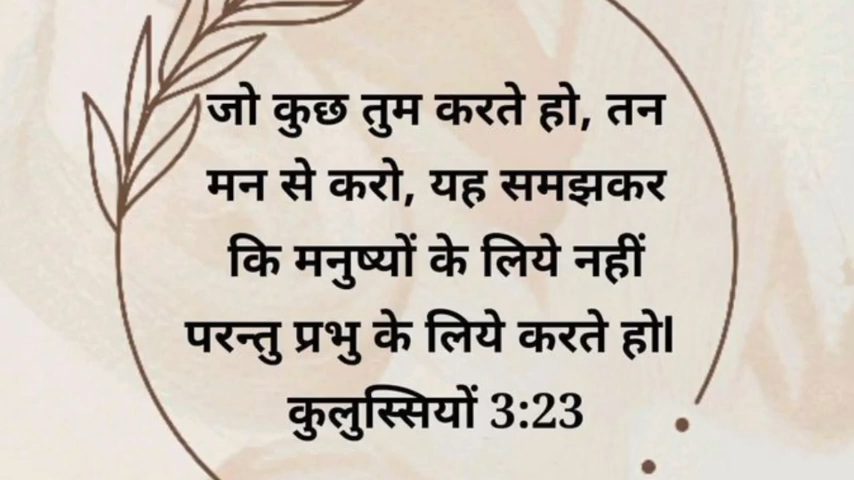 जो कुछ तुम करते हो, तन
मन से करो, यह समझकर
कि मनुष्यों के लिये नहीं
परन्तु प्रभु के लिये करते हो।
कुलुस्सियों 3:23